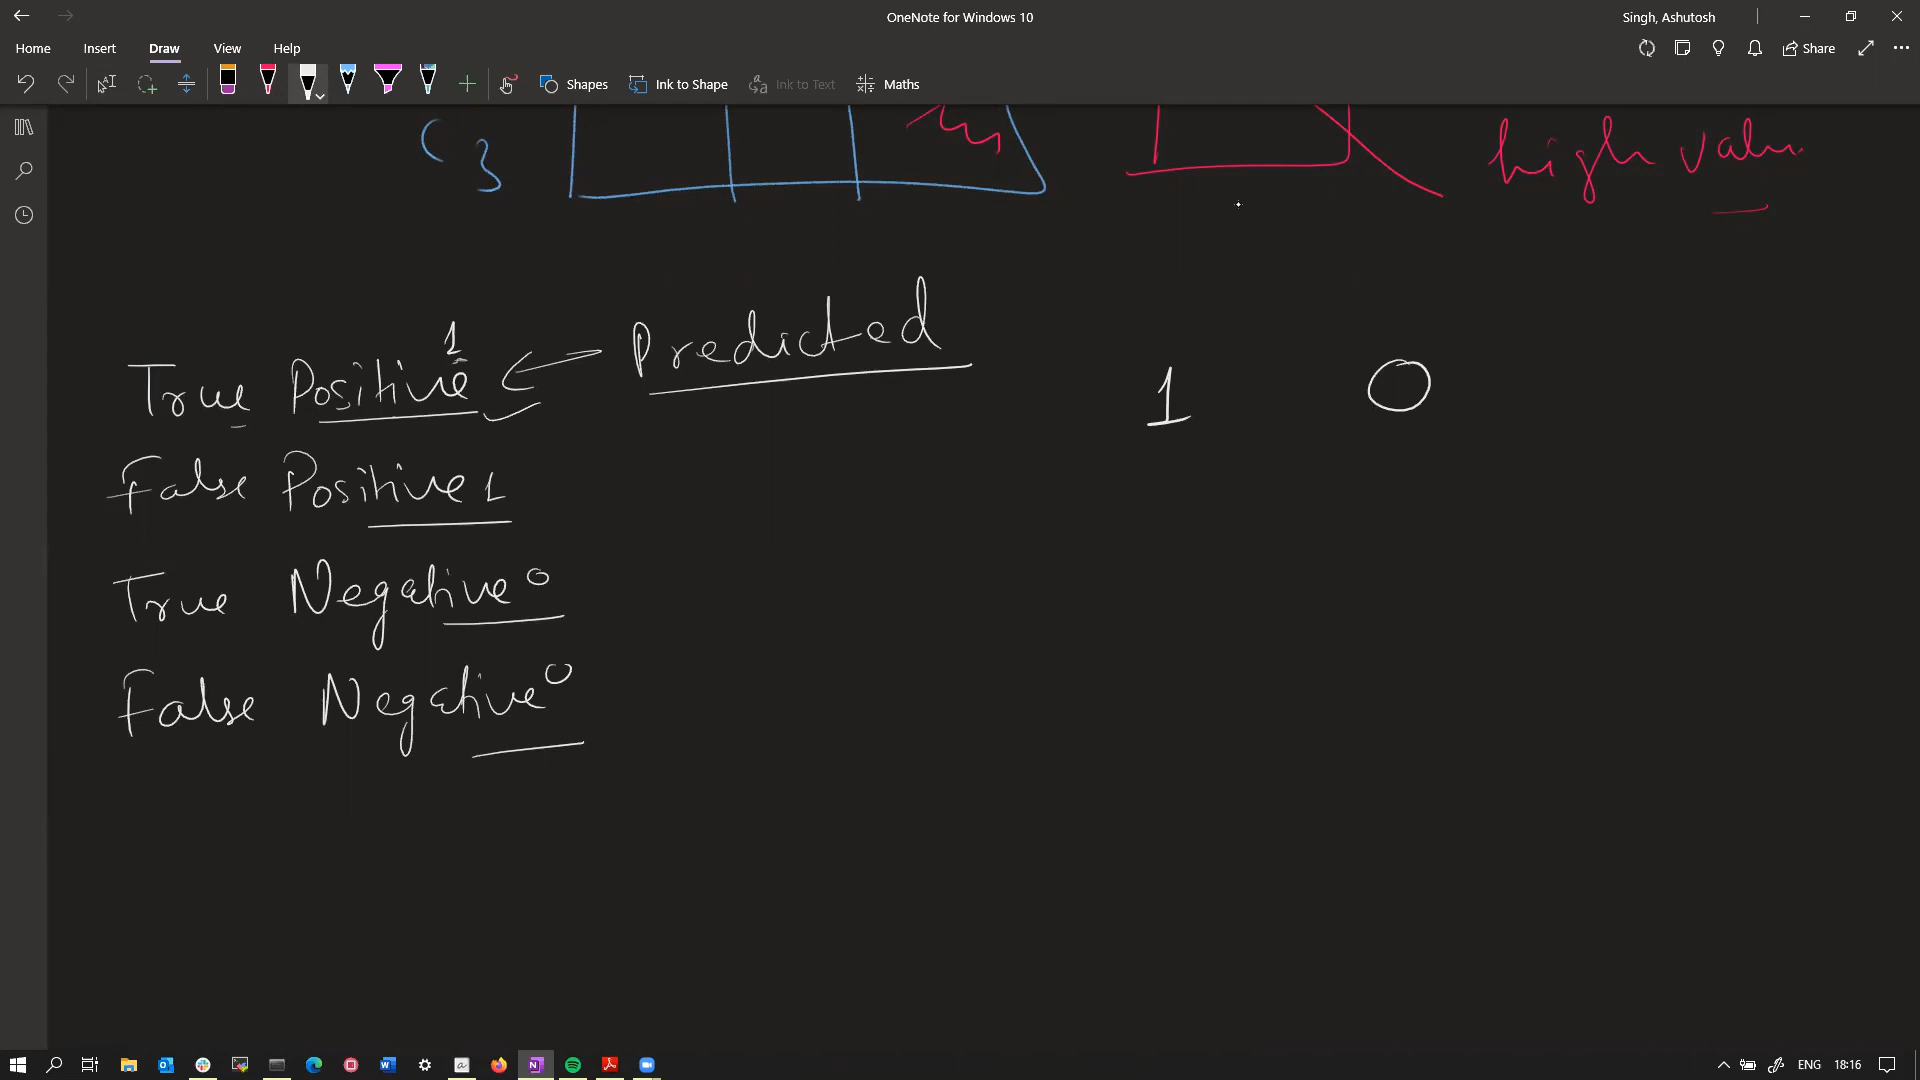 OneNote for Windows 10
Singh, Ashutosh
Home Insert Draw View Help
Share
Shapes Ink to Shape Ink to Text Maths
C3
high valu
1
True Positive Predicted
1 0
False Positive 1
True Negative 0
False Negative 0
ENG 18:16